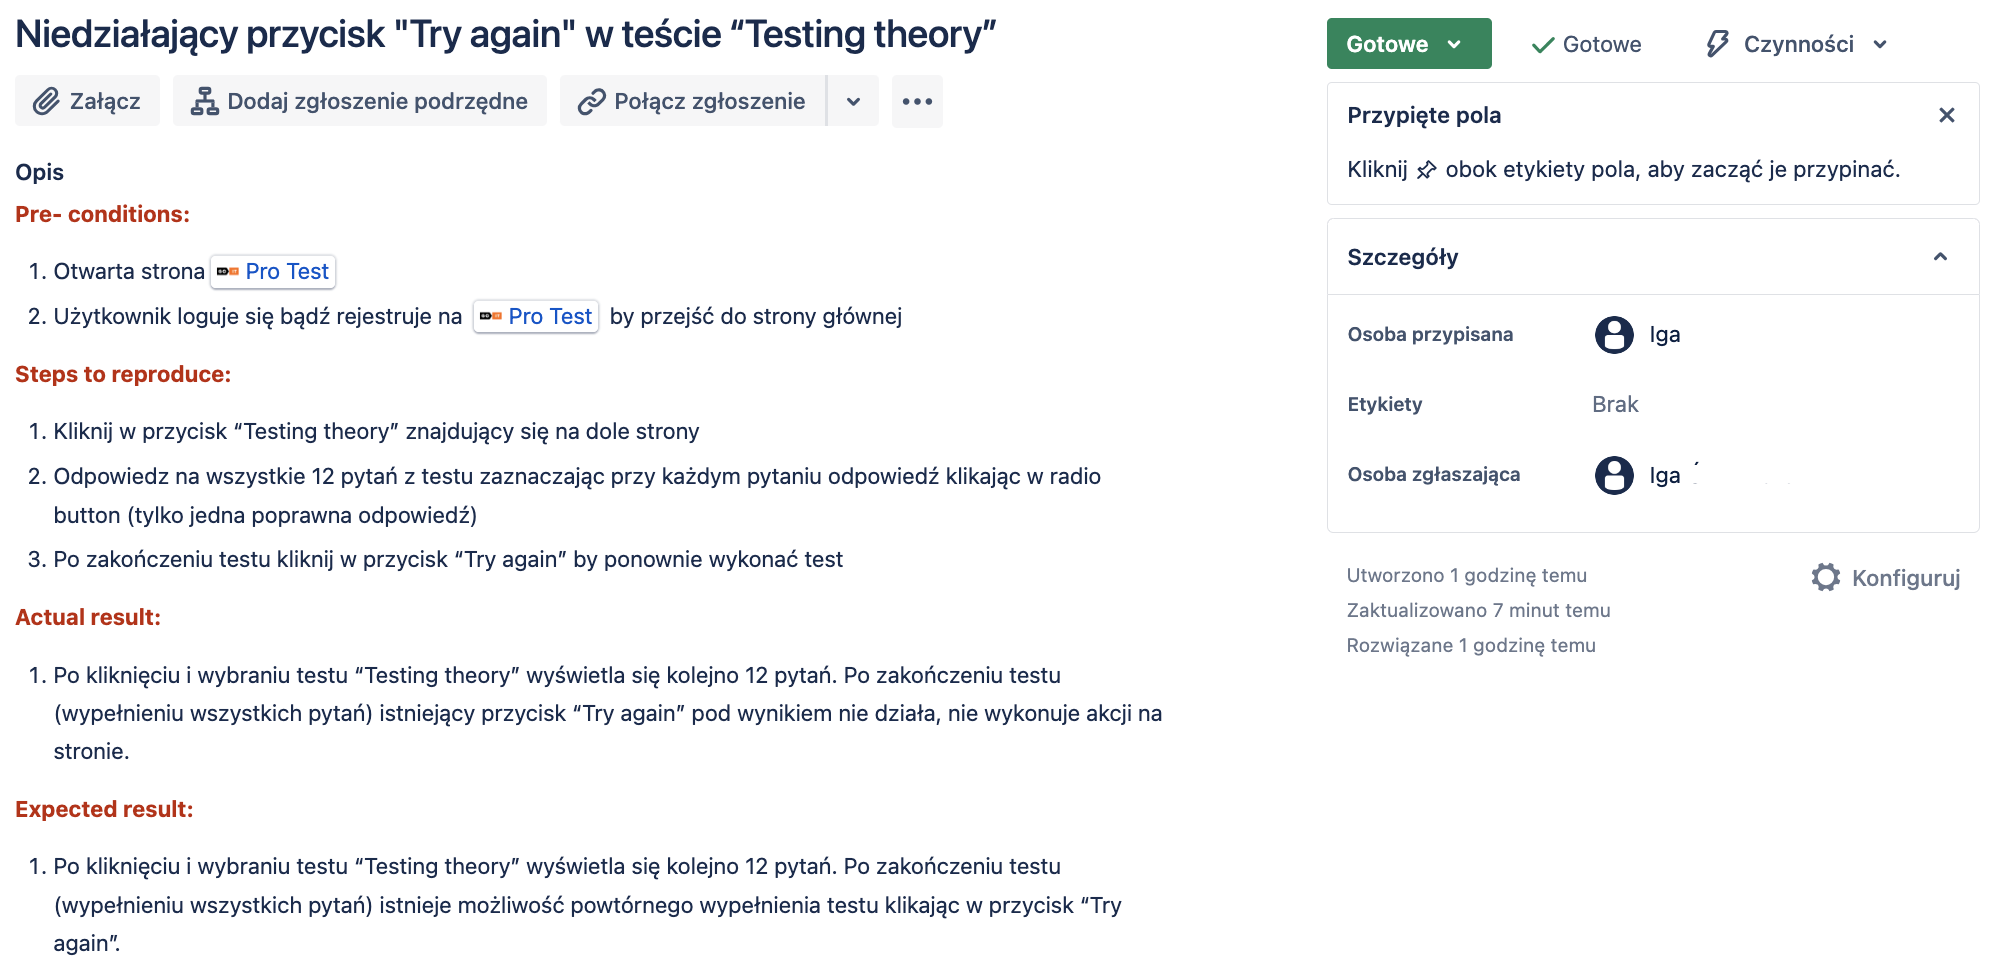 Niedziałający przycisk "Try again" w teście “Testing theory”
Załącz
Dodaj zgłoszenie podrzędne
Połącz zgłoszenie
Opis
Pre- conditions:
1. Otwarta strona Pro Test
2. Użytkownik loguje się bądź rejestruje na Pro Test by przejść do strony głównej
Steps to reproduce:
1. Kliknij w przycisk “Testing theory” znajdujący się na dole strony
2. Odpowiedz na wszystkie 12 pytań z testu zaznaczając przy każdym pytaniu odpowiedź klikając w radio
button (tylko jedna poprawna odpowiedź)
3. Po zakończeniu testu kliknij w przycisk “Try again” by ponownie wykonać test
Actual result:
1. Po kliknięciu i wybraniu testu “Testing theory” wyświetla się kolejno 12 pytań. Po zakończeniu testu
(wypełnieniu wszystkich pytań) istniejący przycisk “Try again” pod wynikiem nie działa, nie wykonuje akcji na
stronie.
Expected result:
1. Po kliknięciu i wybraniu testu “Testing theory” wyświetla się kolejno 12 pytań. Po zakończeniu testu
(wypełnieniu wszystkich pytań) istnieje możliwość powtórnego wypełnienia testu klikając w przycisk “Try
again”.
Gotowe
Gotowe
Czynności
Przypięte pola
Kliknij obok etykiety pola, aby zacząć je przypinać.
Szczegóły
Osoba przypisana
Iga
Etykiety
Brak
Osoba zgłaszająca
Iga
Utworzono 1 godzinę temu
Zaktualizowano 7 minut temu
Rozwiązane 1 godzinę temu
Konfiguruj